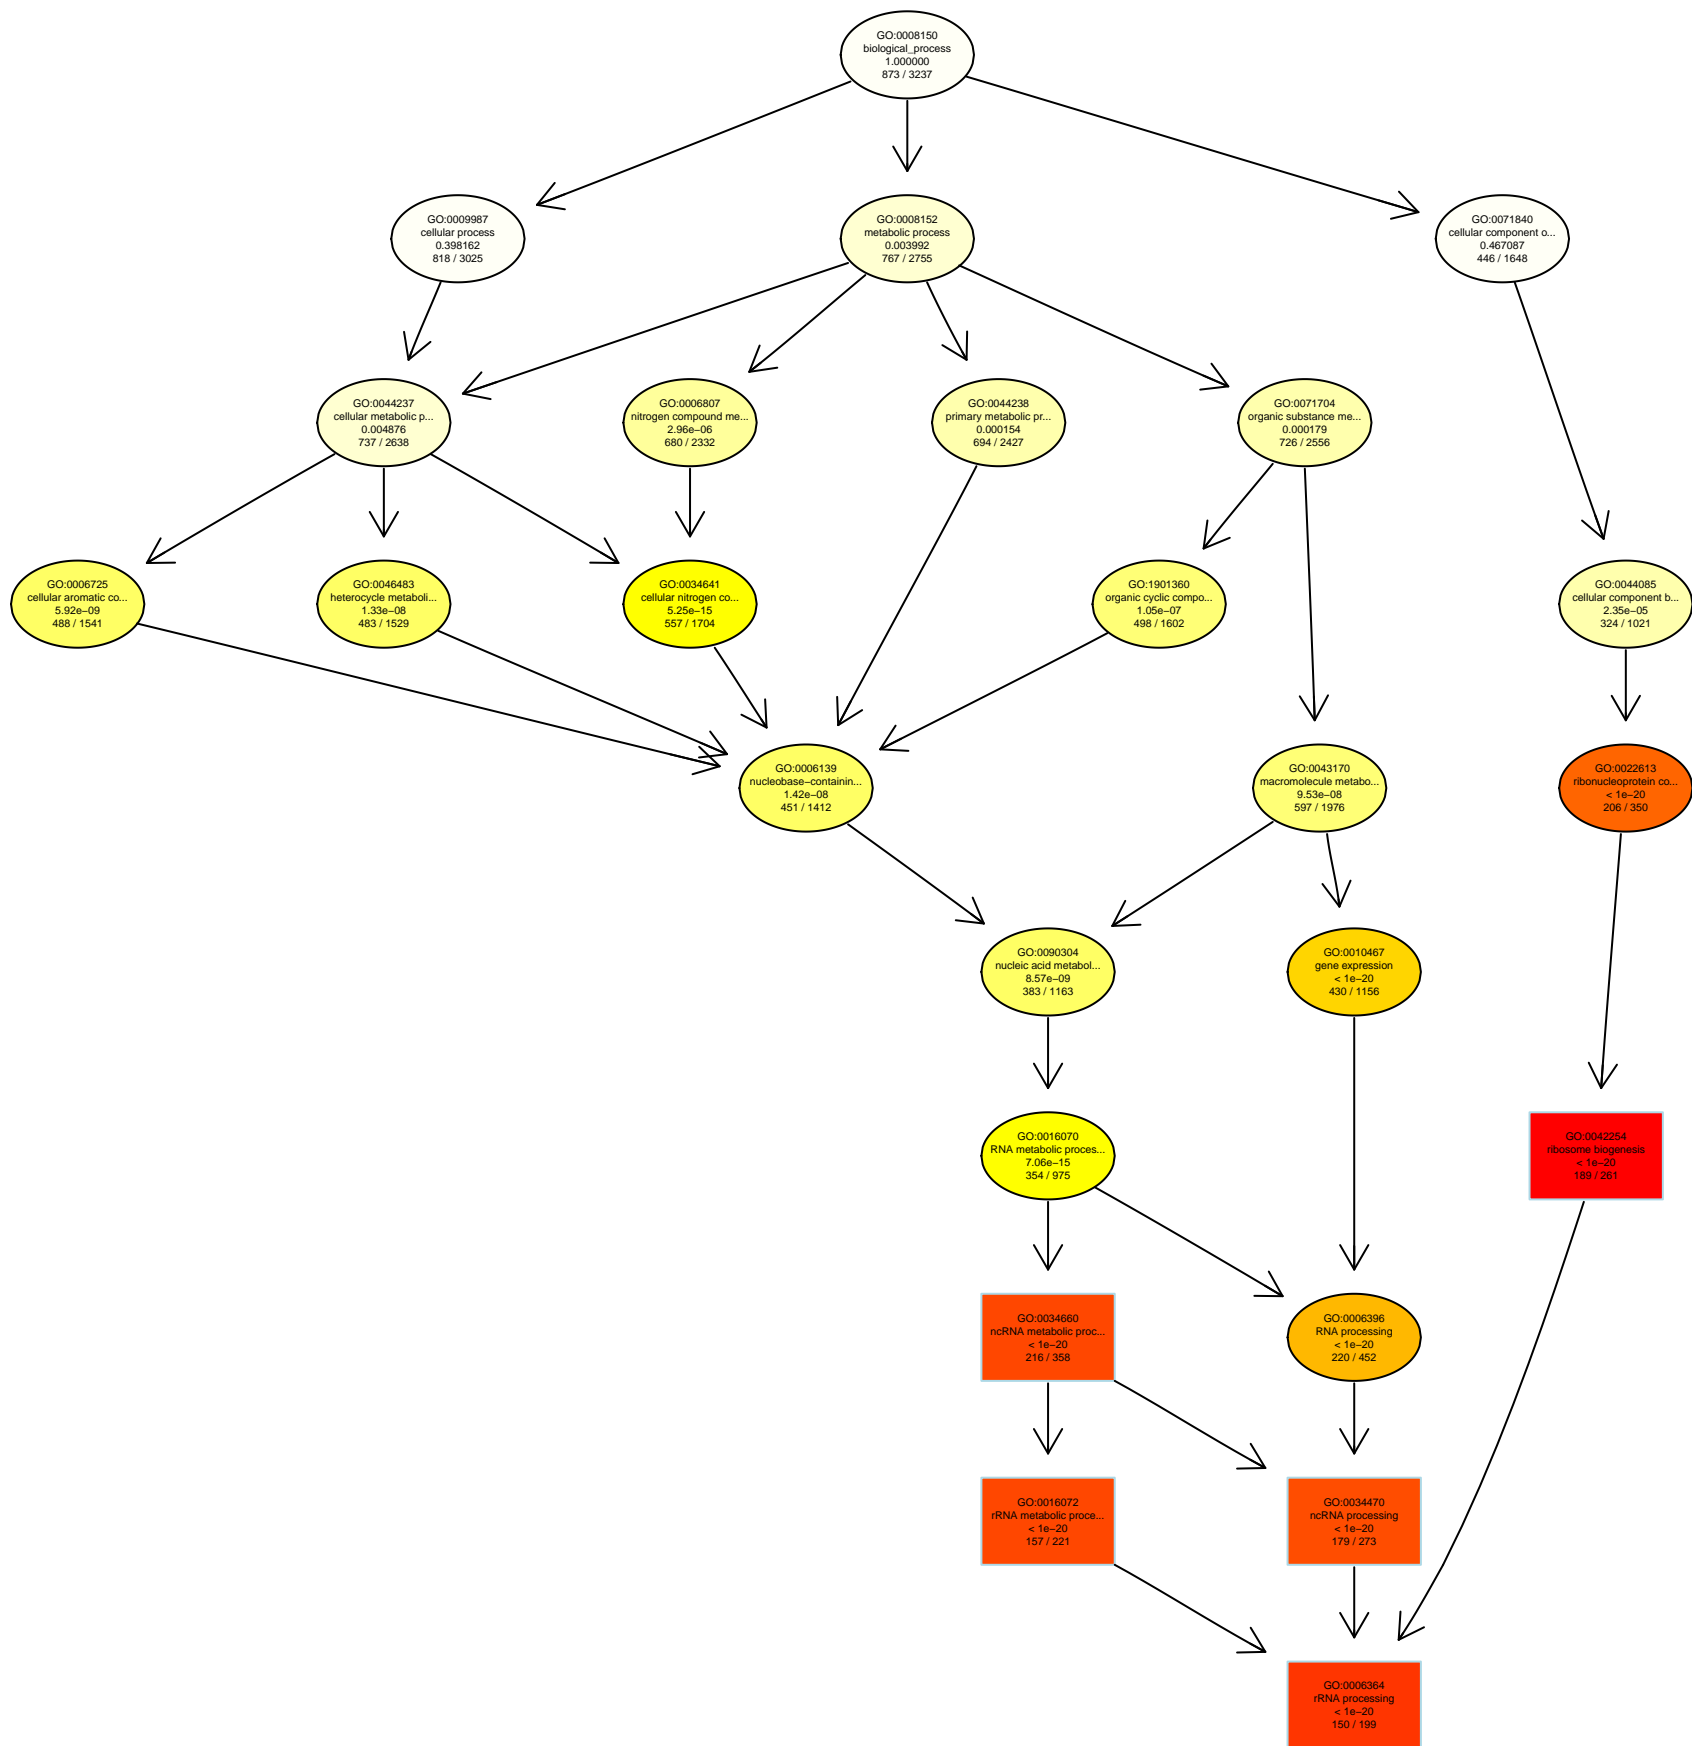 GO:0008150
biological_process
1.000000
873 / 3237
GO:0009987
cellular process
0.398162
818 / 3025
GO:0008152
metabolic process
0.003992
767 / 2755
GO:0071840
cellular component o...
0.467087
446 / 1648
GO:0044237
cellular metabolic p...
0.004876
737 / 2638
GO:0006807
nitrogen compound me...
2.96e−06
680 / 2332
GO:0044238
primary metabolic pr...
0.000154
694 / 2427
GO:0071704
organic substance me...
0.000179
726 / 2556
GO:0006725
cellular aromatic co...
5.92e−09
488 / 1541
GO:0046483
heterocycle metaboli...
1.33e−08
483 / 1529
GO:0034641
cellular nitrogen co...
5.25e−15
557 / 1704
GO:1901360
organic cyclic compo...
1.05e−07
498 / 1602
GO:0044085
cellular component b...
2.35e−05
324 / 1021
GO:0006139
nucleobase−containin...
1.42e−08
451 / 1412
GO:0043170
macromolecule metabo...
9.53e−08
597 / 1976
GO:0022613
ribonucleoprotein co...
< 1e−20
206 / 350
GO:0090304
nucleic acid metabol...
8.57e−09
383 / 1163
GO:0010467
gene expression
< 1e−20
430 / 1156
GO:0016070
RNA metabolic proces...
7.06e−15
354 / 975
GO:0042254
ribosome biogenesis
< 1e−20
189 / 261
GO:0034660
ncRNA metabolic proc...
< 1e−20
216 / 358
GO:0006396
RNA processing
< 1e−20
220 / 452
GO:0016072
rRNA metabolic proce...
< 1e−20
157 / 221
GO:0034470
ncRNA processing
< 1e−20
179 / 273
GO:0006364
rRNA processing
< 1e−20
150 / 199